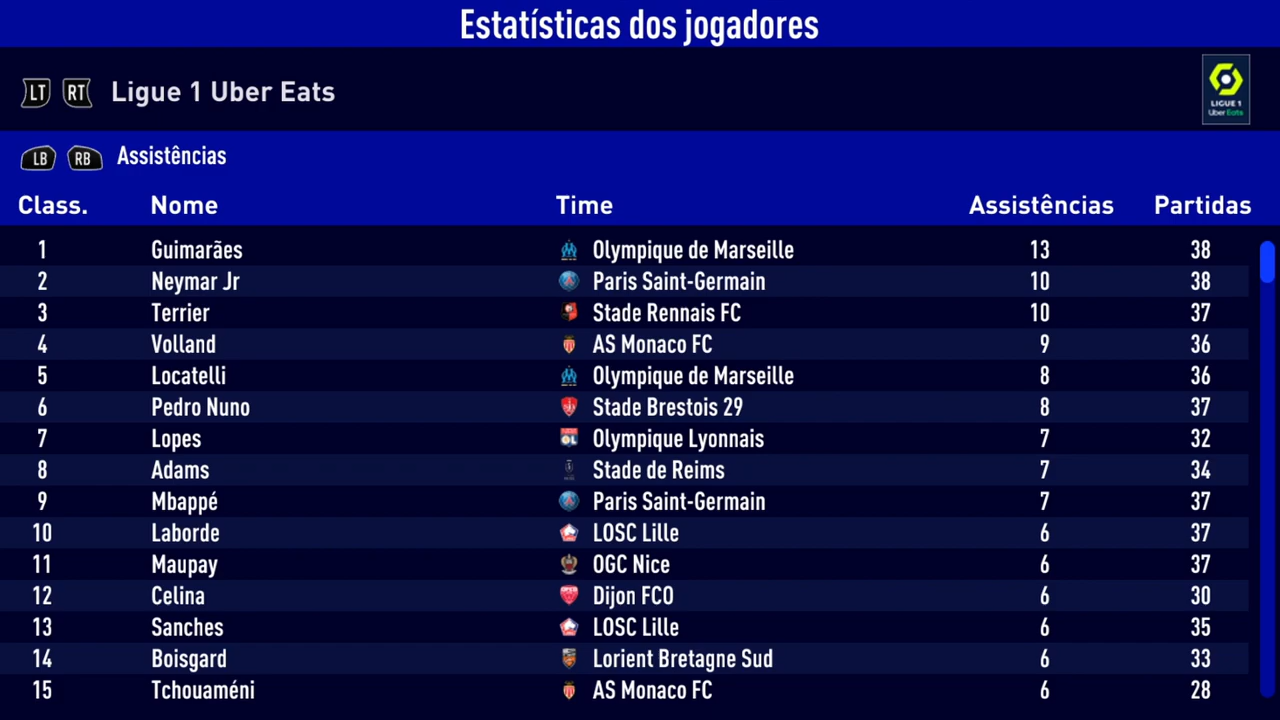 Estatísticas dos jogadores
LT RT Ligue 1 Uber Eats
LIGUE 1
Uber Eats
LB RB Assistências
Class. Nome Time Assistências Partidas
1 Guimarães Olympique de Marseille 13 38
2 Neymar Jr Paris Saint-Germain 10 38
3 Terrier Stade Rennais FC 10 37
4 Volland AS Monaco FC 9 36
5 Locatelli Olympique de Marseille 8 36
6 Pedro Nuno Stade Brestois 29 8 37
7 Lopes Olympique Lyonnais 7 32
8 Adams Stade de Reims 7 34
9 Mbappé Paris Saint-Germain 7 37
10 Laborde LOSC Lille 6 37
11 Maupay OGC Nice 6 37
12 Celina Dijon FCO 6 30
13 Sanches LOSC Lille 6 35
14 Boisgard Lorient Bretagne Sud 6 33
15 Tchouaméni AS Monaco FC 6 28